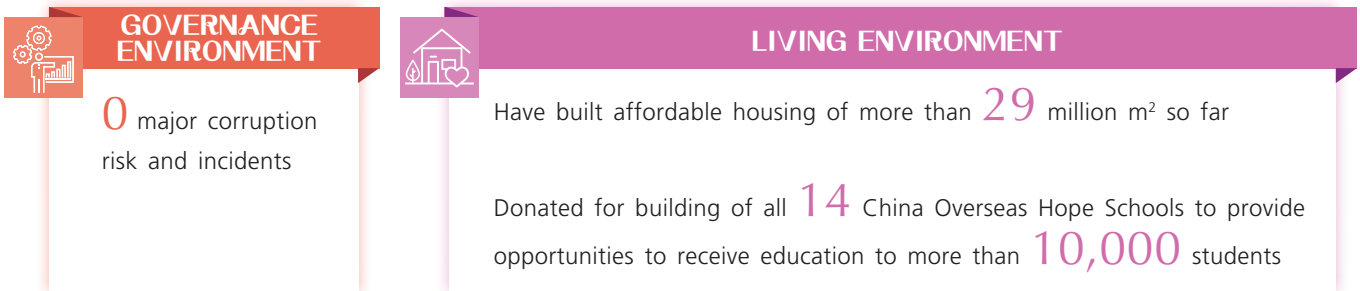 GOVERNANCE
ENVIRONMENT
0 major corruption
risk and incidents
LIVING ENVIRONMENT
Have built affordable housing of more than 29 million m² so far
Donated for building of all 14 China Overseas Hope Schools to provide
opportunities to receive education to more than 10,000 students